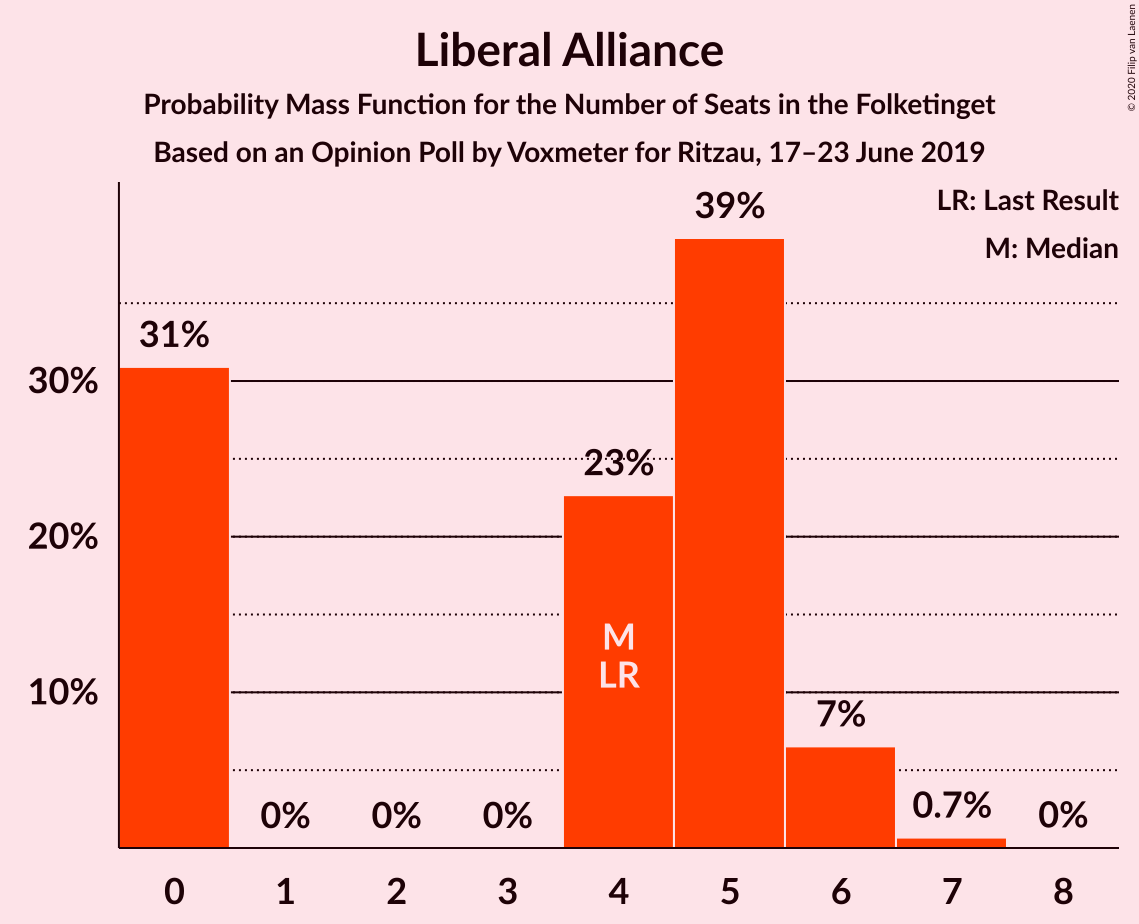 Liberal Alliance
Probability Mass Function for the Number of Seats in the Folketinget
Based on an Opinion Poll by Voxmeter for Ritzau, 17–23 June 2019
© 2020 Filip van Laenen
LR: Last Result
M: Median
39%
31%
30%
23%
20%
M
LR
10%
7%
0%
0%
0%
0.7%
0%
0
1
2
3
4
5
6
7
8